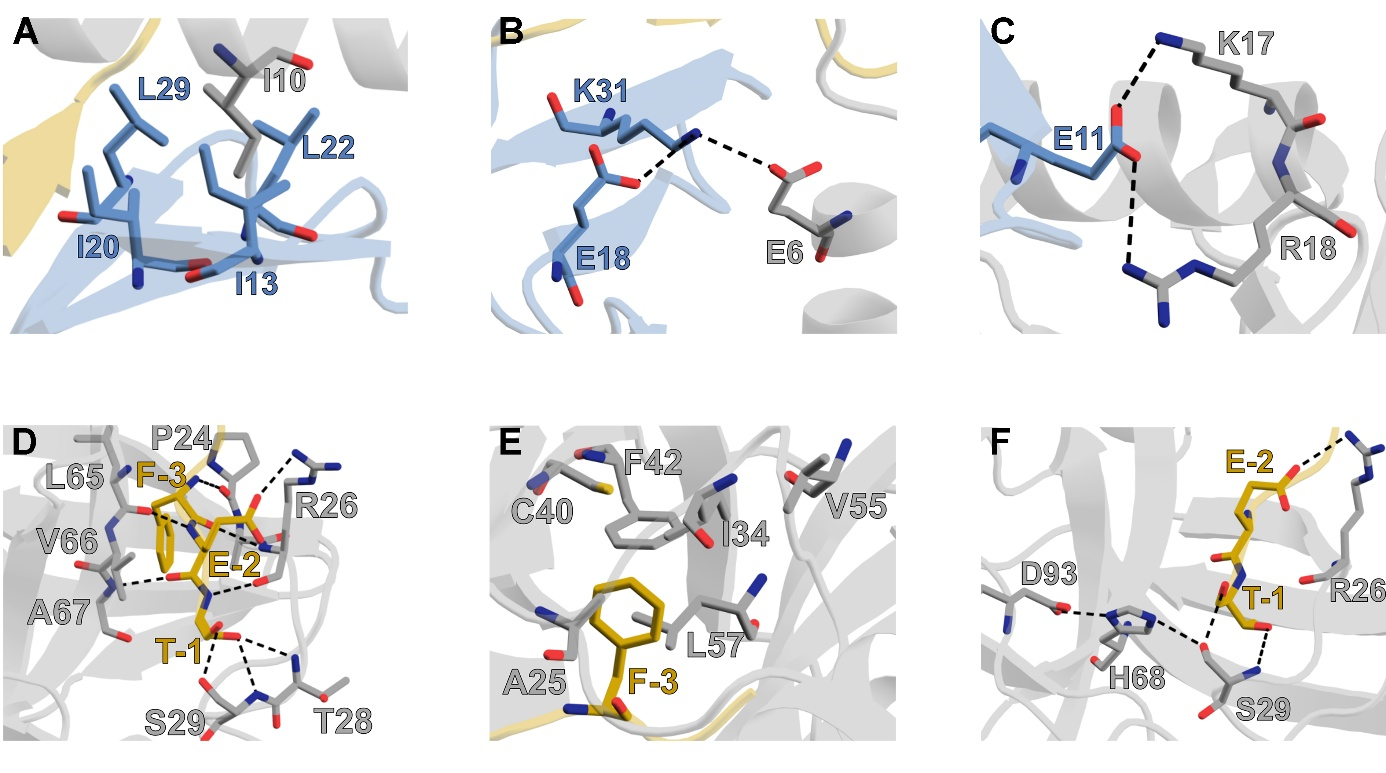 A
L29
I10
L22
I20
I13
B
K31
E18
E6
C
K17
E11
R18
D
P24
L65
F-3
R26
V66
E-2
A67
T-1
S29
T28
E
F42
C40
I34
V55
L57
A25
F-3
F
E-2
D93
T-1
R26
H68
S29